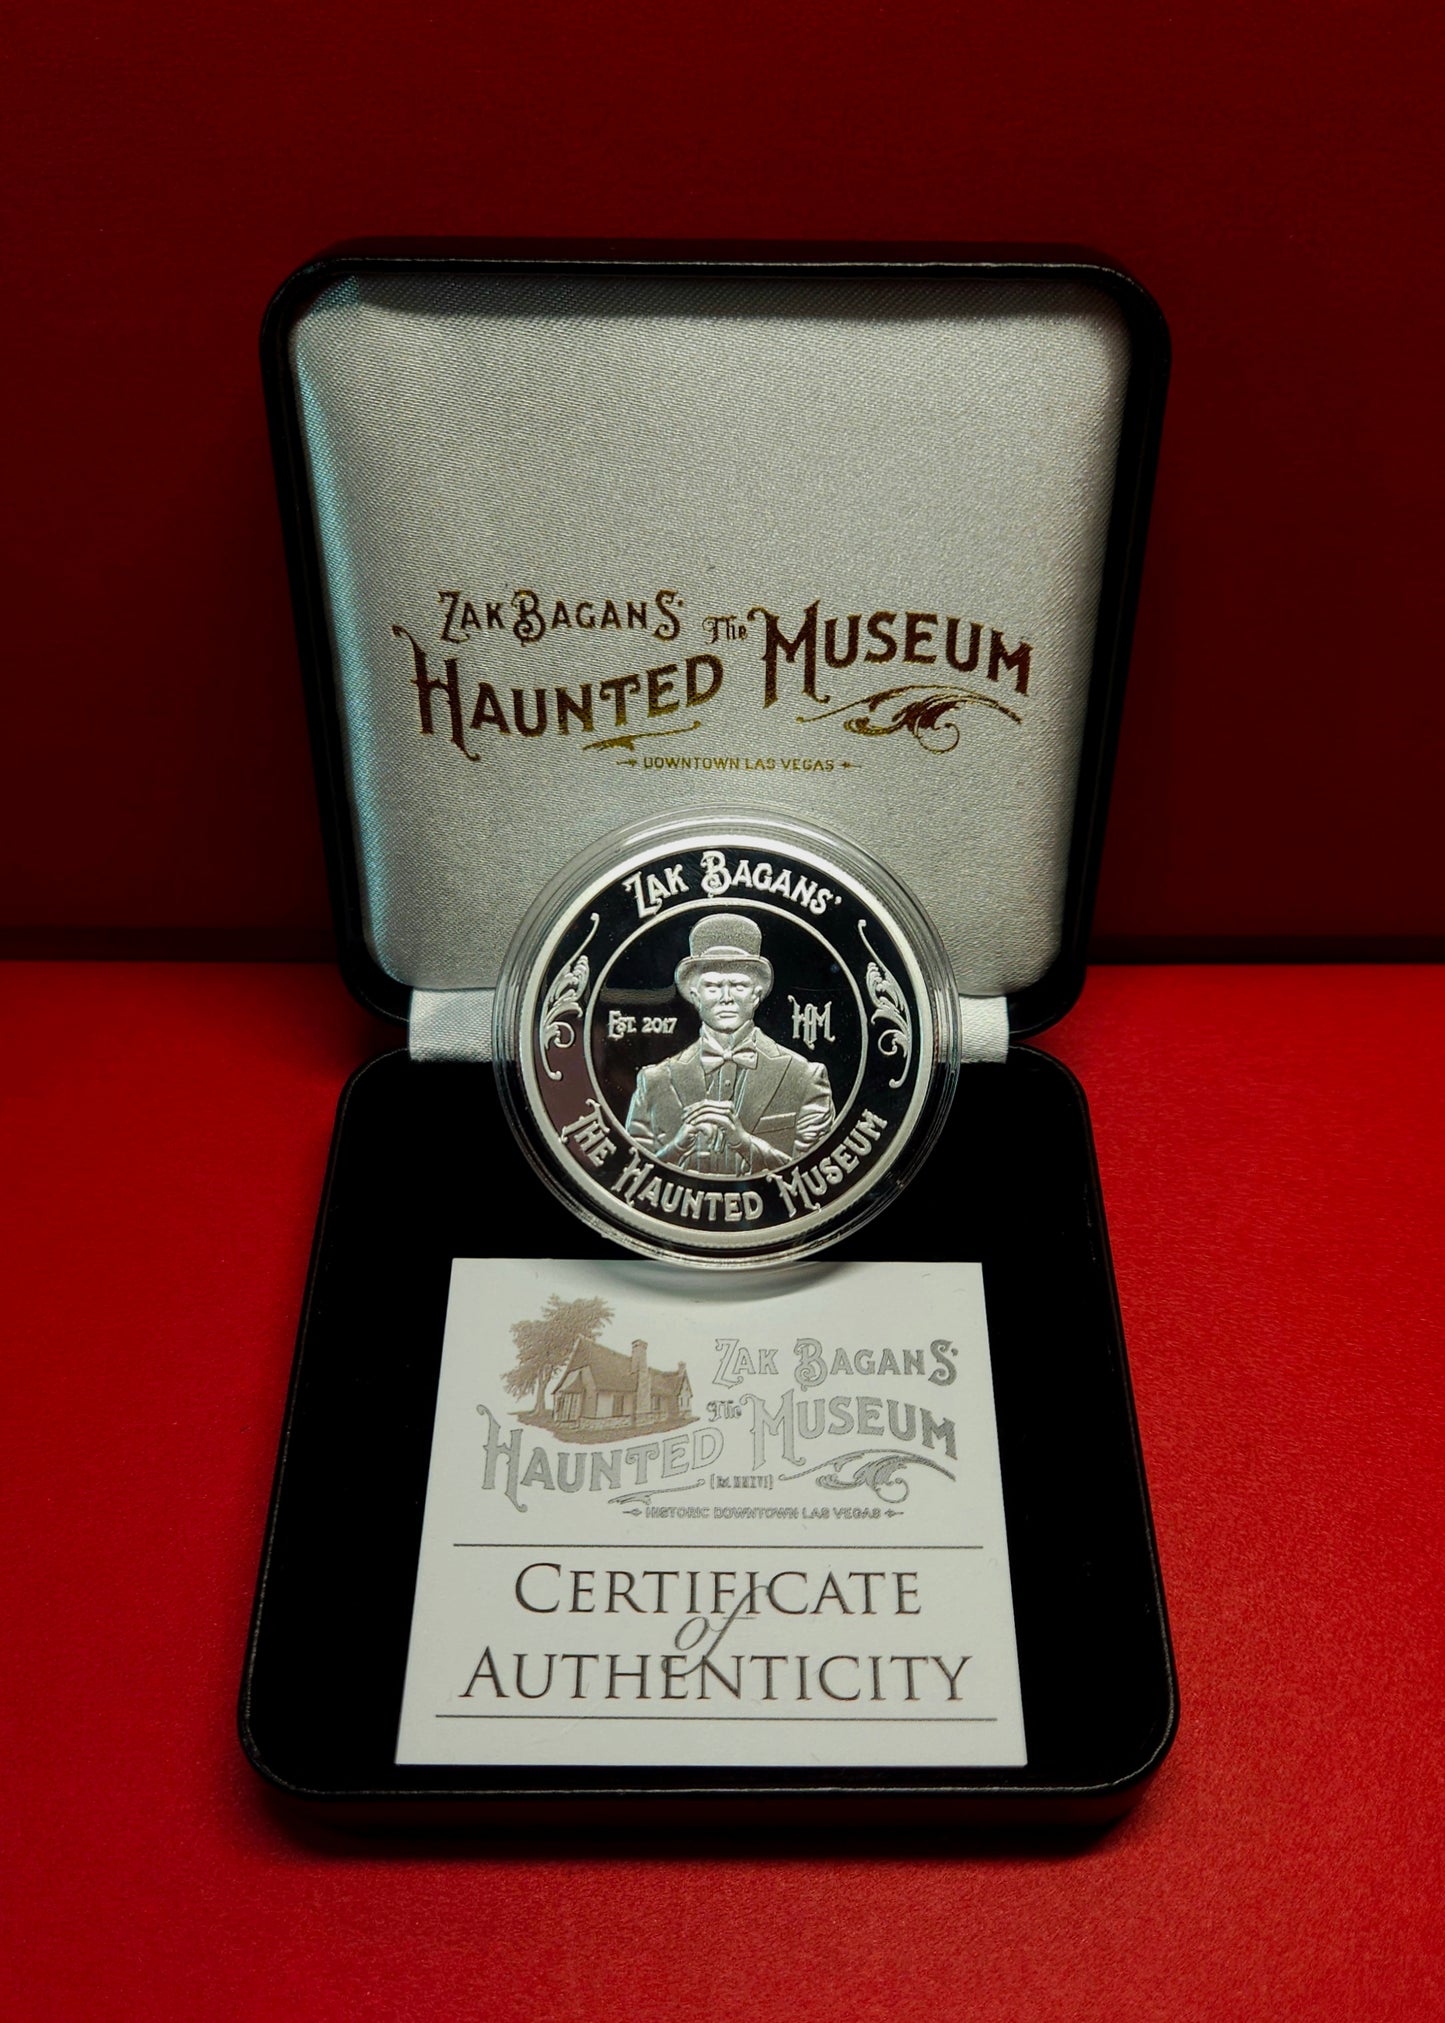 ZAK BAGANS'
THE HAUNTED MUSEUM
DOWNTOWN LAS VEGAS
ZAK BAGANS'
EST. 2017
HM
THE HAUNTED MUSEUM
ZAK BAGANS'
THE HAUNTED MUSEUM
HISTORIC DOWNTOWN LAS VEGAS
CERTIFICATE
of
AUTHENTICITY